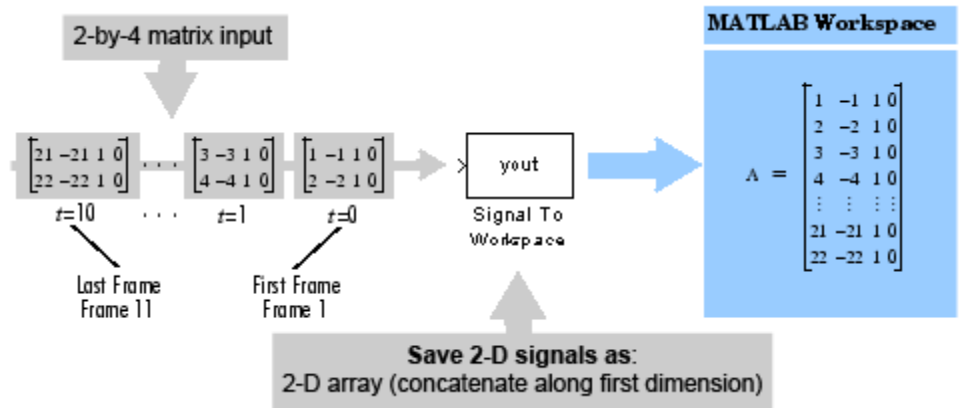 2-by-4 matrix input
MATLAB Workspace
21 −21 1 0
22 −22 1 0
. . . .
3 −3 1 0
4 −4 1 0
1 −1 1 0
2 −2 1 0
t=10
. . . .
t=1
t=0
Last Frame
Frame 11
First Frame
Frame 1
yout
Signal To
Workspace
A =
1 −1 1 0
2 −2 1 0
3 −3 1 0
4 −4 1 0
⋮ ⋮ ⋮ ⋮
21 −21 1 0
22 −22 1 0
Save 2-D signals as:
2-D array (concatenate along first dimension)